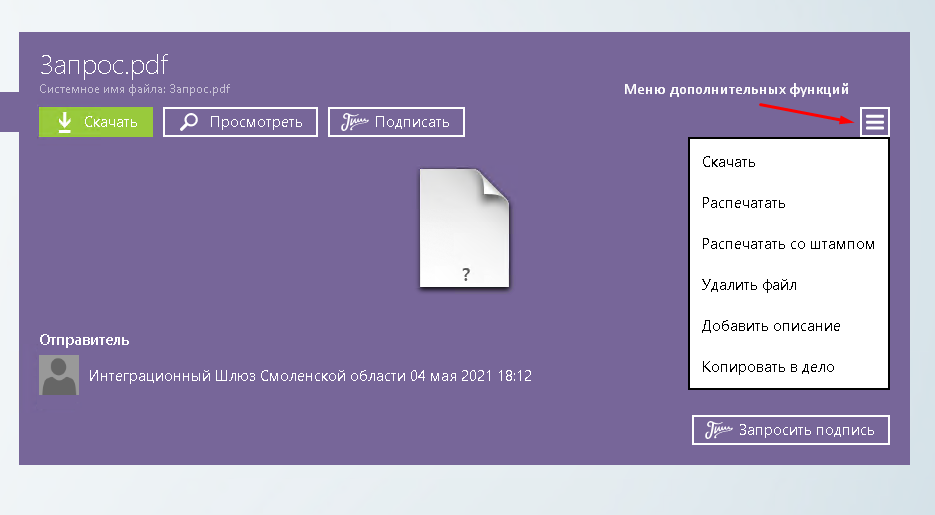 Запрос.pdf
Системное имя файла: Запрос.pdf
Меню дополнительных функций
Скачать
Просмотреть
Подписать
Скачать
Распечатать
Распечатать со штампом
Удалить файл
Добавить описание
Копировать в дело
?
Отправитель
Интеграционный Шлюз Смоленской области 04 мая 2021 18:12
Запросить подпись